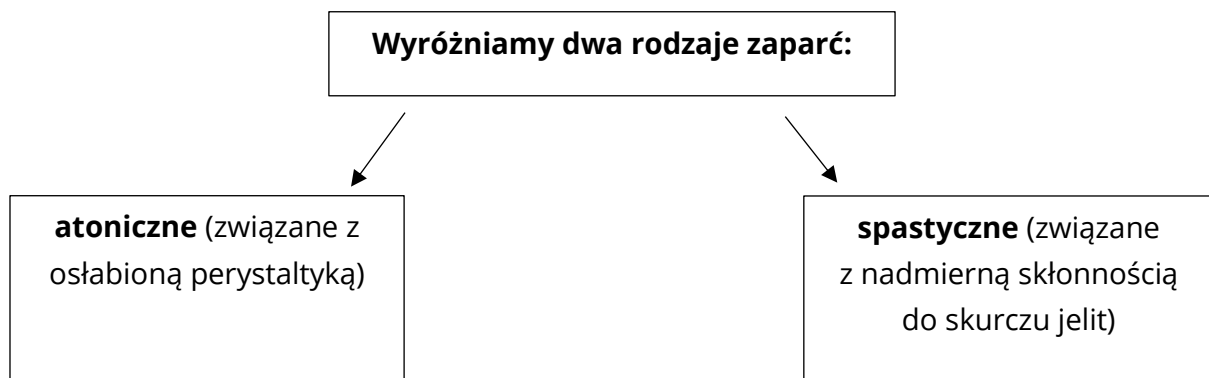 Wyróżniamy dwa rodzaje zaparć:
atoniczne (związane z
osłabioną perystaltyką)
spastyczne (związane
z nadmierną skłonnością
do skurczu jelit)